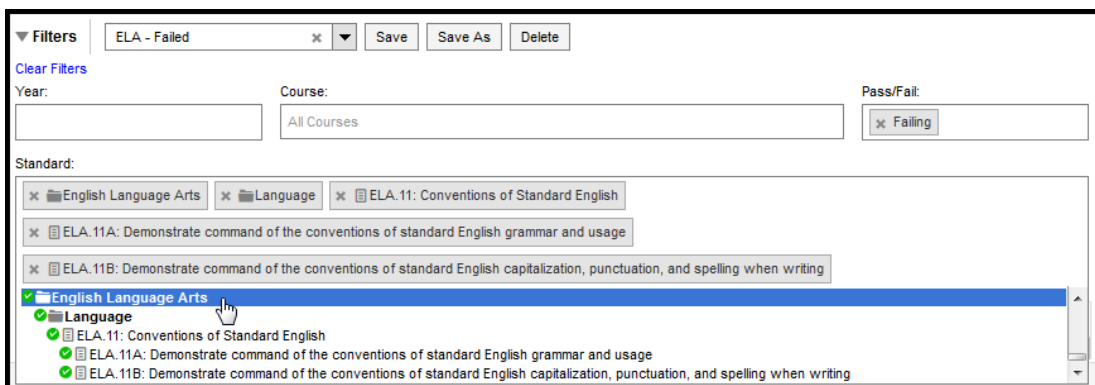 Filters ELA - Failed Save Save As Delete
Clear Filters
Year: Course: Pass/Fail:
All Courses Failing
Standard:
English Language Arts Language ELA.11: Conventions of Standard English
ELA.11A: Demonstrate command of the conventions of standard English grammar and usage
ELA.11B: Demonstrate command of the conventions of standard English capitalization, punctuation, and spelling when writing
English Language Arts
Language
ELA.11: Conventions of Standard English
ELA.11A: Demonstrate command of the conventions of standard English grammar and usage
ELA.11B: Demonstrate command of the conventions of standard English capitalization, punctuation, and spelling when writing